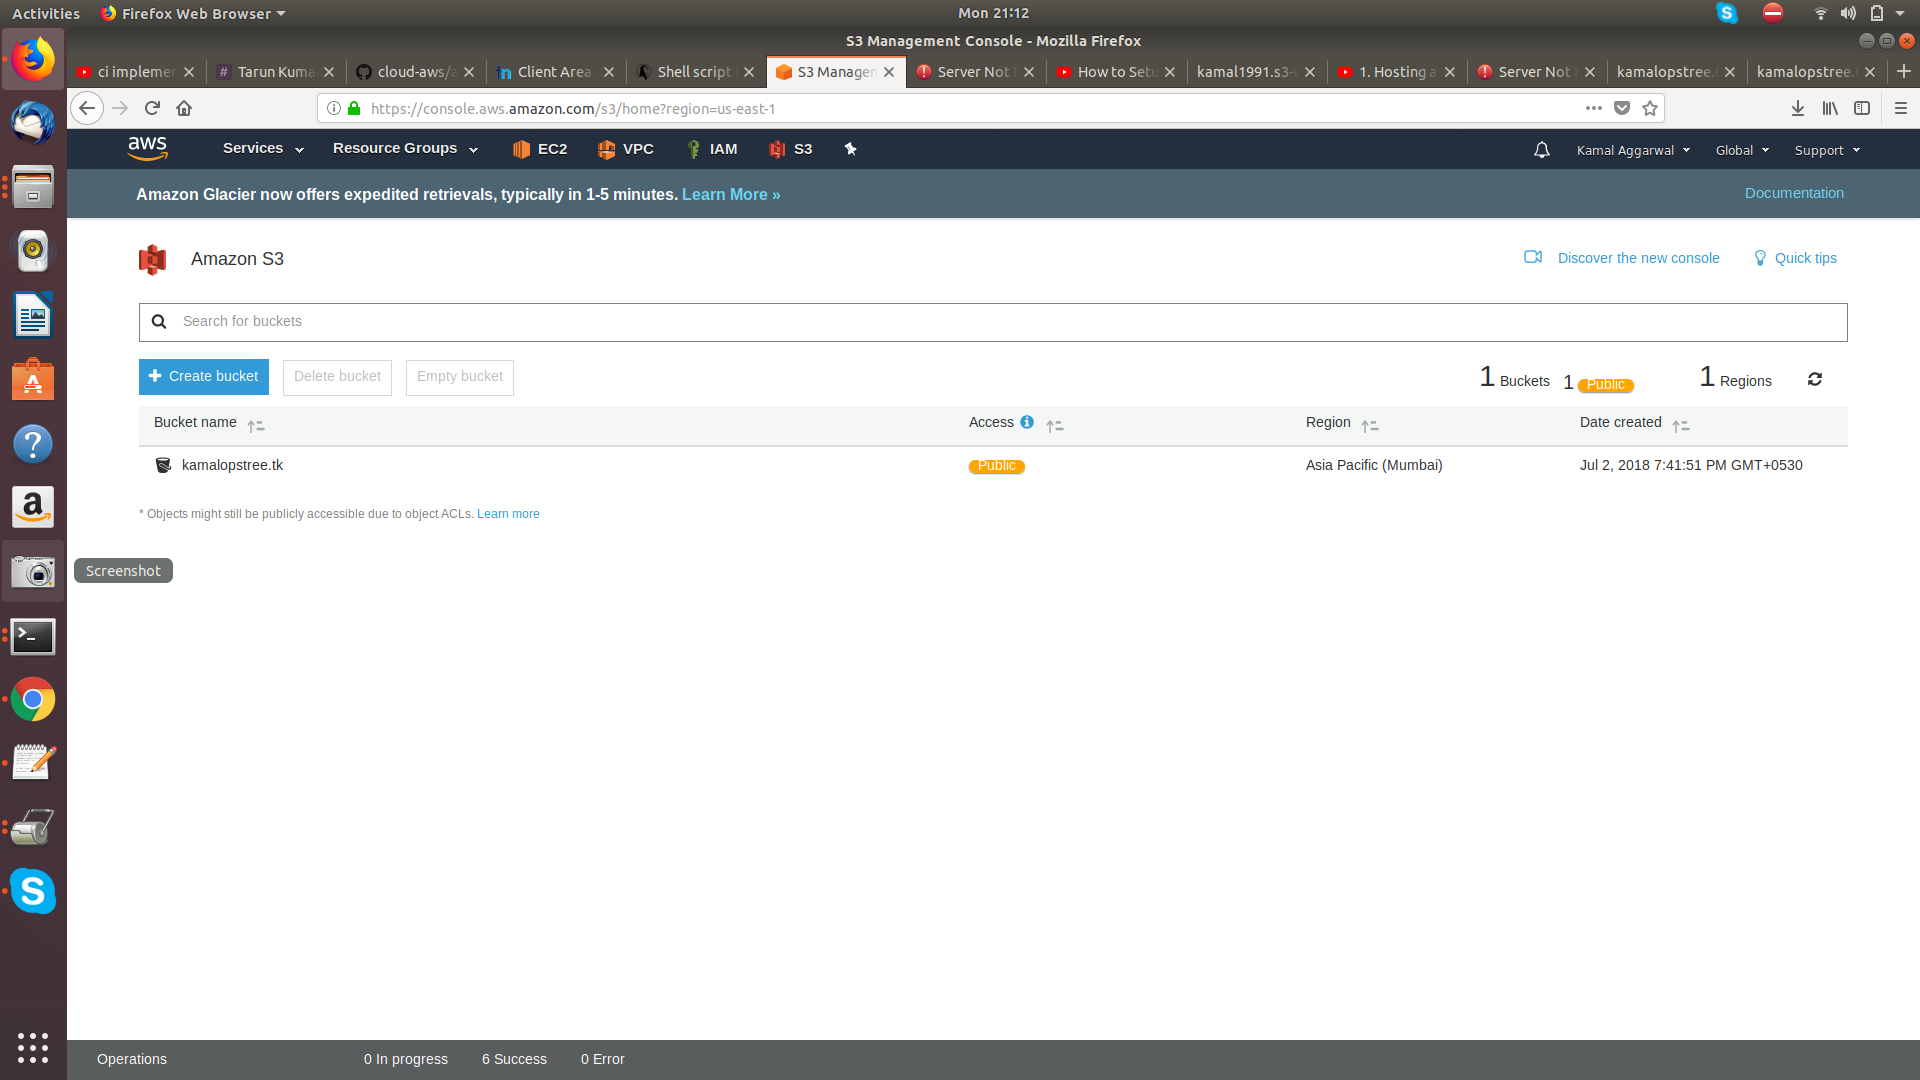 Activities Firefox Web Browser Mon 21:12
S3 Management Console - Mozilla Firefox
ci implemen Tarun Kuma cloud-aws/a Client Area - Shell script S3 Managem Server Not F How to Setu kamal1991.s3-w 1. Hosting a Server Not F kamalopstree.t kamalopstree.t
https://console.aws.amazon.com/s3/home?region=us-east-1
aws Services Resource Groups EC2 VPC IAM S3 Kamal Aggarwal Global Support
Amazon Glacier now offers expedited retrievals, typically in 1-5 minutes. Learn More » Documentation
Amazon S3 Discover the new console Quick tips
Search for buckets
Create bucket Delete bucket Empty bucket 1 Buckets 1 Public 1 Regions
Bucket name Access Region Date created
kamalopstree.tk Public Asia Pacific (Mumbai) Jul 2, 2018 7:41:51 PM GMT+0530
* Objects might still be publicly accessible due to object ACLs. Learn more
Screenshot
Operations 0 In progress 6 Success 0 Error